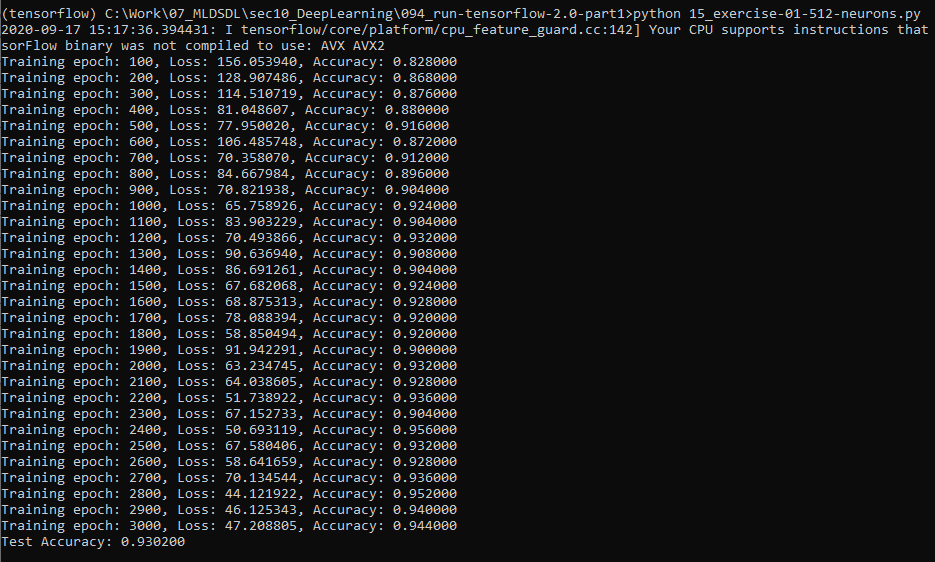 (tensorflow) C:\Work\07_MLDSDL\sec10_DeepLearning\094_run-tensorflow-2.0-part1>python 15_exercise-01-512-neurons.py
2020-09-17 15:17:36.394431: I tensorflow/core/platform/cpu_feature_guard.cc:142] Your CPU supports instructions that
sorFlow binary was not compiled to use: AVX AVX2
Training epoch: 100, Loss: 156.053940, Accuracy: 0.828000
Training epoch: 200, Loss: 128.907486, Accuracy: 0.868000
Training epoch: 300, Loss: 114.510719, Accuracy: 0.876000
Training epoch: 400, Loss: 81.048607, Accuracy: 0.880000
Training epoch: 500, Loss: 77.950020, Accuracy: 0.916000
Training epoch: 600, Loss: 106.485748, Accuracy: 0.872000
Training epoch: 700, Loss: 70.358070, Accuracy: 0.912000
Training epoch: 800, Loss: 84.667984, Accuracy: 0.896000
Training epoch: 900, Loss: 70.821938, Accuracy: 0.904000
Training epoch: 1000, Loss: 65.758926, Accuracy: 0.924000
Training epoch: 1100, Loss: 83.903229, Accuracy: 0.904000
Training epoch: 1200, Loss: 70.493866, Accuracy: 0.932000
Training epoch: 1300, Loss: 90.636940, Accuracy: 0.908000
Training epoch: 1400, Loss: 86.691261, Accuracy: 0.904000
Training epoch: 1500, Loss: 67.682068, Accuracy: 0.924000
Training epoch: 1600, Loss: 68.875313, Accuracy: 0.928000
Training epoch: 1700, Loss: 78.088394, Accuracy: 0.920000
Training epoch: 1800, Loss: 58.850494, Accuracy: 0.920000
Training epoch: 1900, Loss: 91.942291, Accuracy: 0.900000
Training epoch: 2000, Loss: 63.234745, Accuracy: 0.932000
Training epoch: 2100, Loss: 64.038605, Accuracy: 0.928000
Training epoch: 2200, Loss: 51.738922, Accuracy: 0.936000
Training epoch: 2300, Loss: 67.152733, Accuracy: 0.904000
Training epoch: 2400, Loss: 50.693119, Accuracy: 0.956000
Training epoch: 2500, Loss: 67.580406, Accuracy: 0.932000
Training epoch: 2600, Loss: 58.641659, Accuracy: 0.928000
Training epoch: 2700, Loss: 70.134544, Accuracy: 0.936000
Training epoch: 2800, Loss: 44.121922, Accuracy: 0.952000
Training epoch: 2900, Loss: 46.125343, Accuracy: 0.940000
Training epoch: 3000, Loss: 47.208805, Accuracy: 0.944000
Test Accuracy: 0.930200